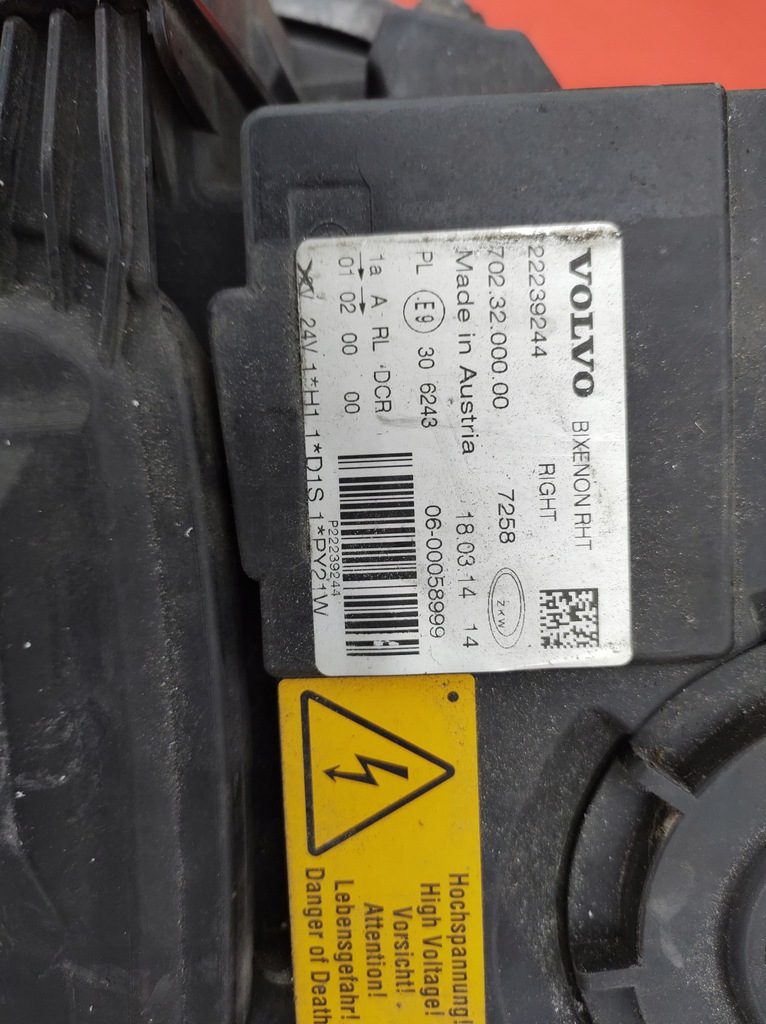 VOLVO BIXENON RHT
22239244 RIGHT
702.32.000.00 7258 ZKW
Made in Austria 18.03.14 14
PL E9 30 6243 06-00058999
1a A RL DCR
01 02 00 00
P22239244
24V 1*H1 1*D1S 1*PY21W
Hochspannung!
High Voltage!
Vorsicht!
Attention!
Lebensgefahr!
Danger of Death